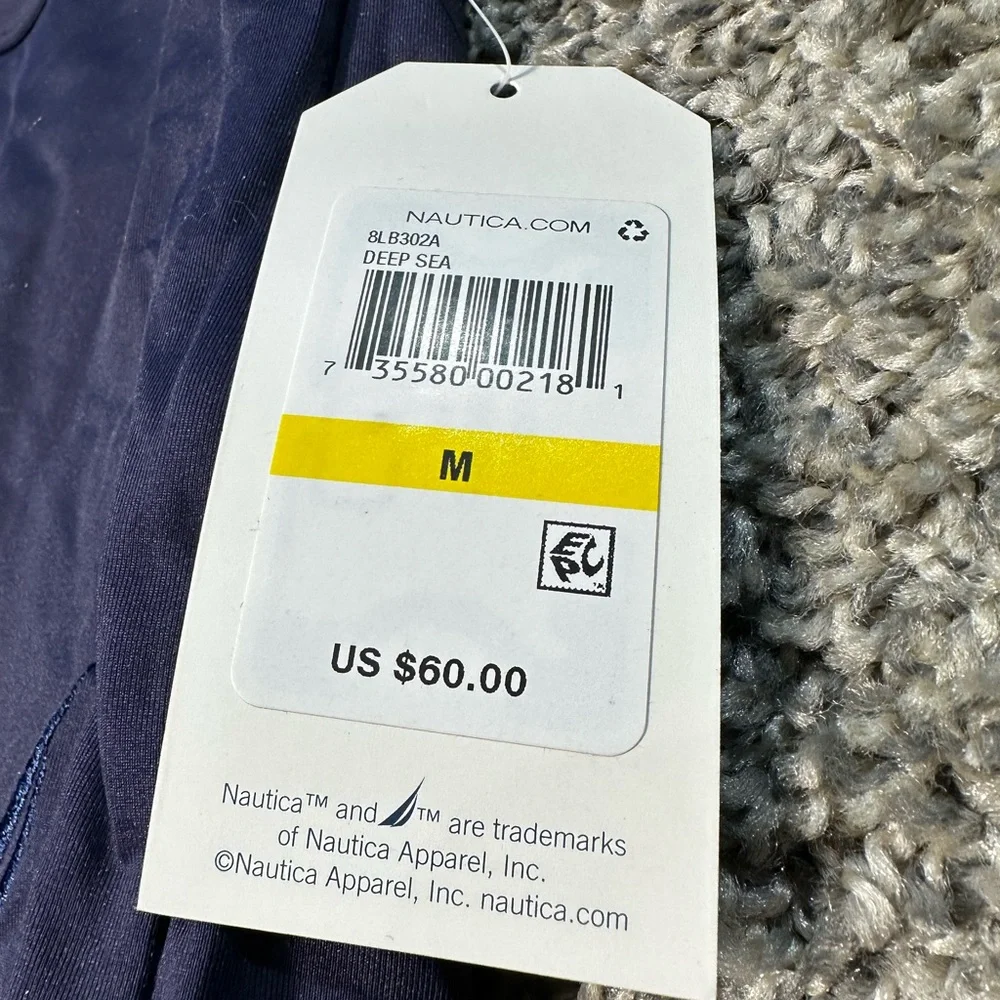 NAUTICA.COM
8LB302A
DEEP SEA
7 35580 00218 1
M
EPC
US $60.00
Nautica™ and ™ are trademarks
of Nautica Apparel, Inc.
©Nautica Apparel, Inc. nautica.com